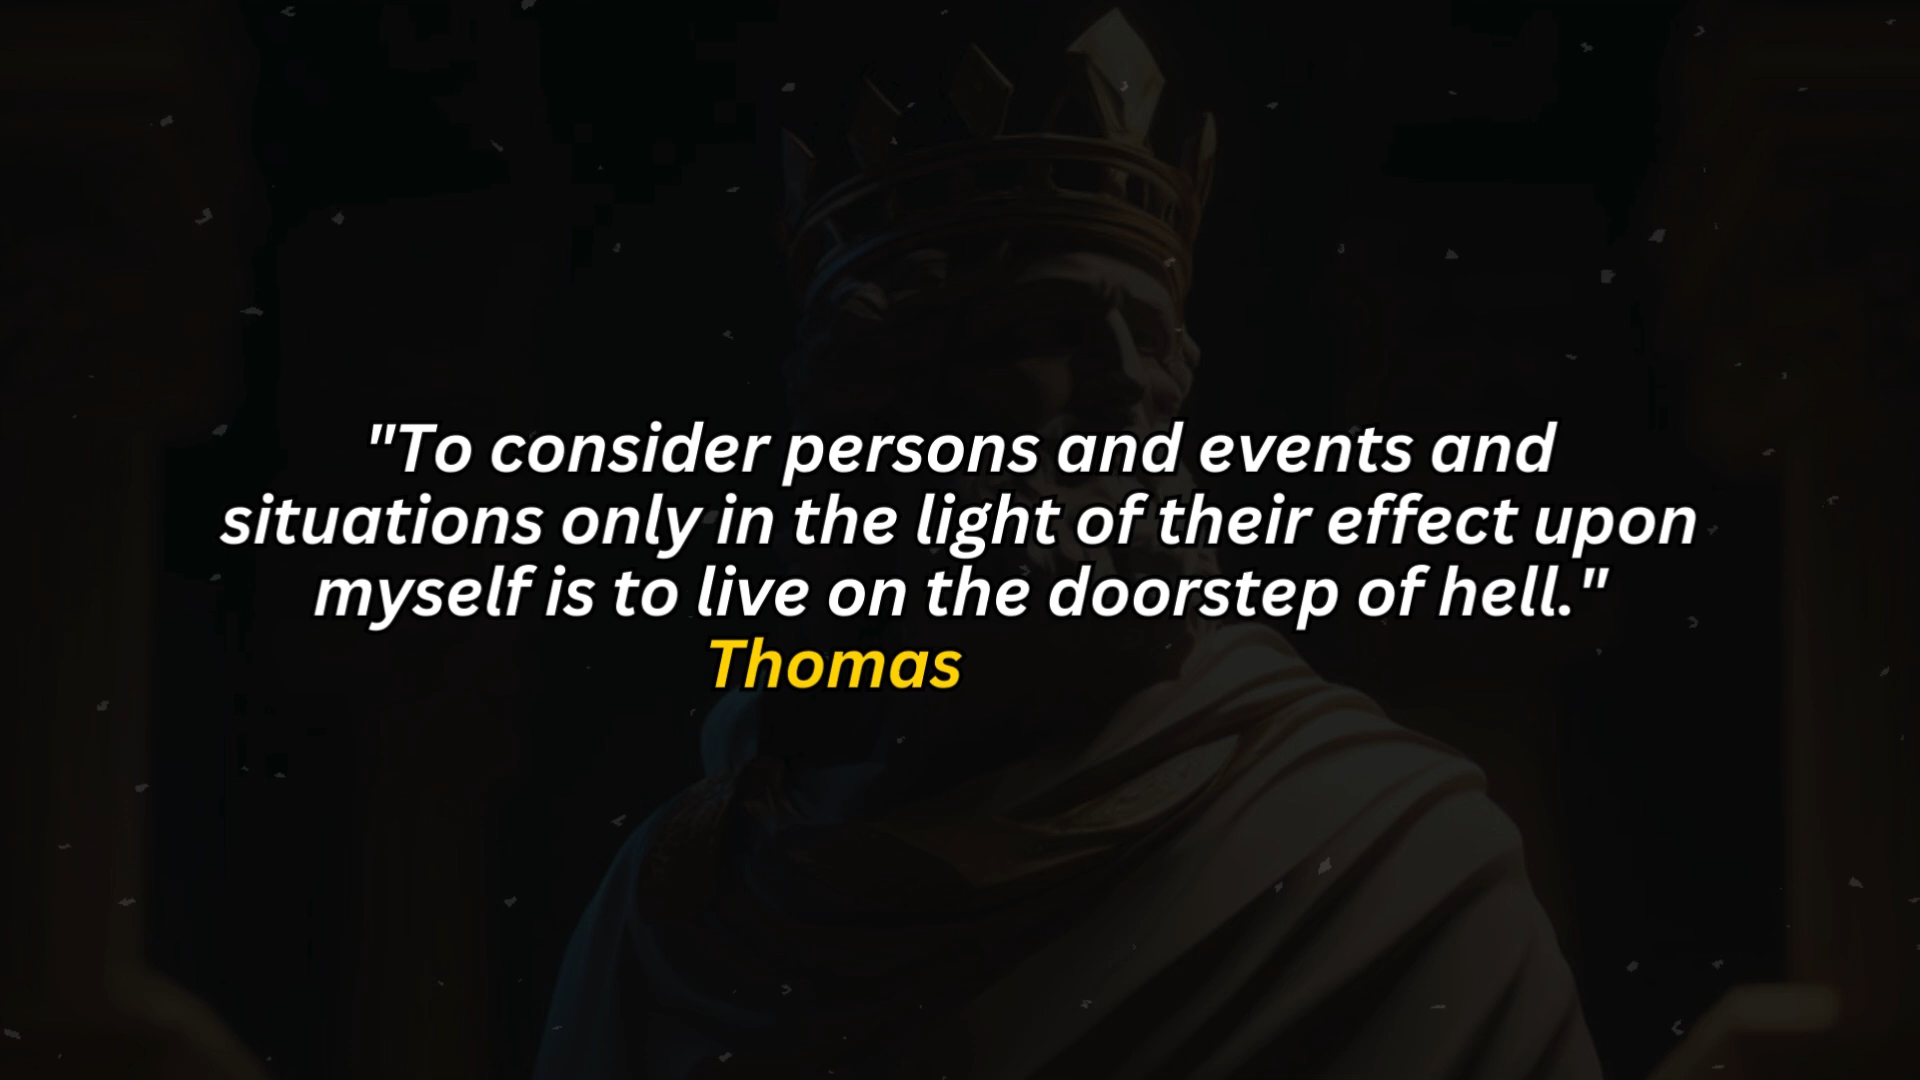 "To consider persons and events and
situations only in the light of their effect upon
myself is to live on the doorstep of hell."
Thomas